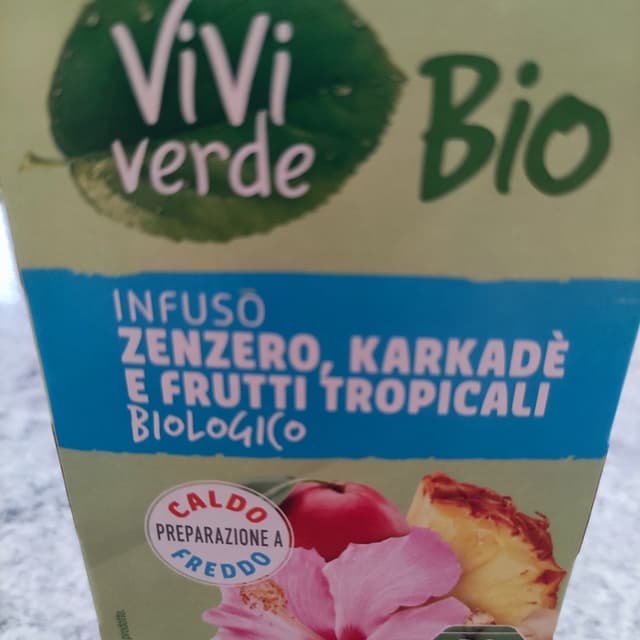 ViVi
verde
Bio
INFUSO
ZENZERO, KARKADÈ
E FRUTTI TROPICALI
BIOLOGICO
CALDO
PREPARAZIONE A
FREDDO